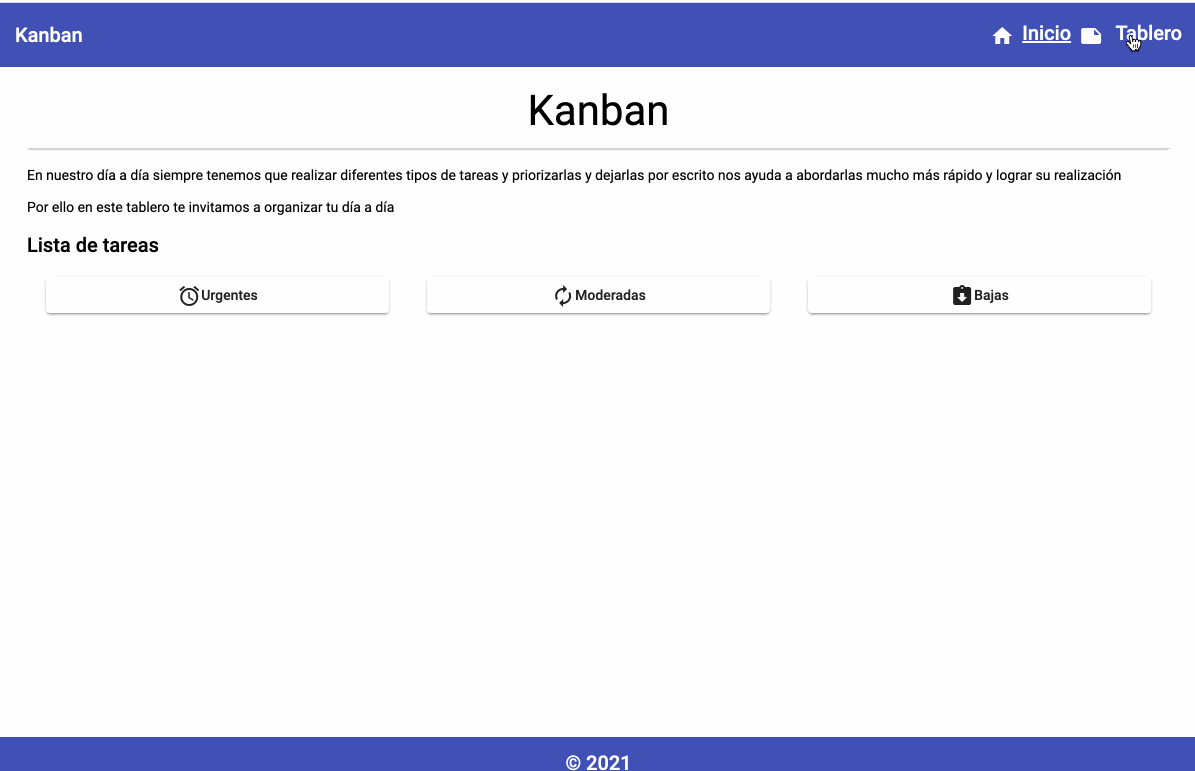 Kanban
Inicio
Tablero
Kanban
En nuestro día a día siempre tenemos que realizar diferentes tipos de tareas y priorizarlas y dejarlas por escrito nos ayuda a abordarlas mucho más rápido y lograr su realización
Por ello en este tablero te invitamos a organizar tu día a día
Lista de tareas
Urgentes
Moderadas
Bajas
© 2021